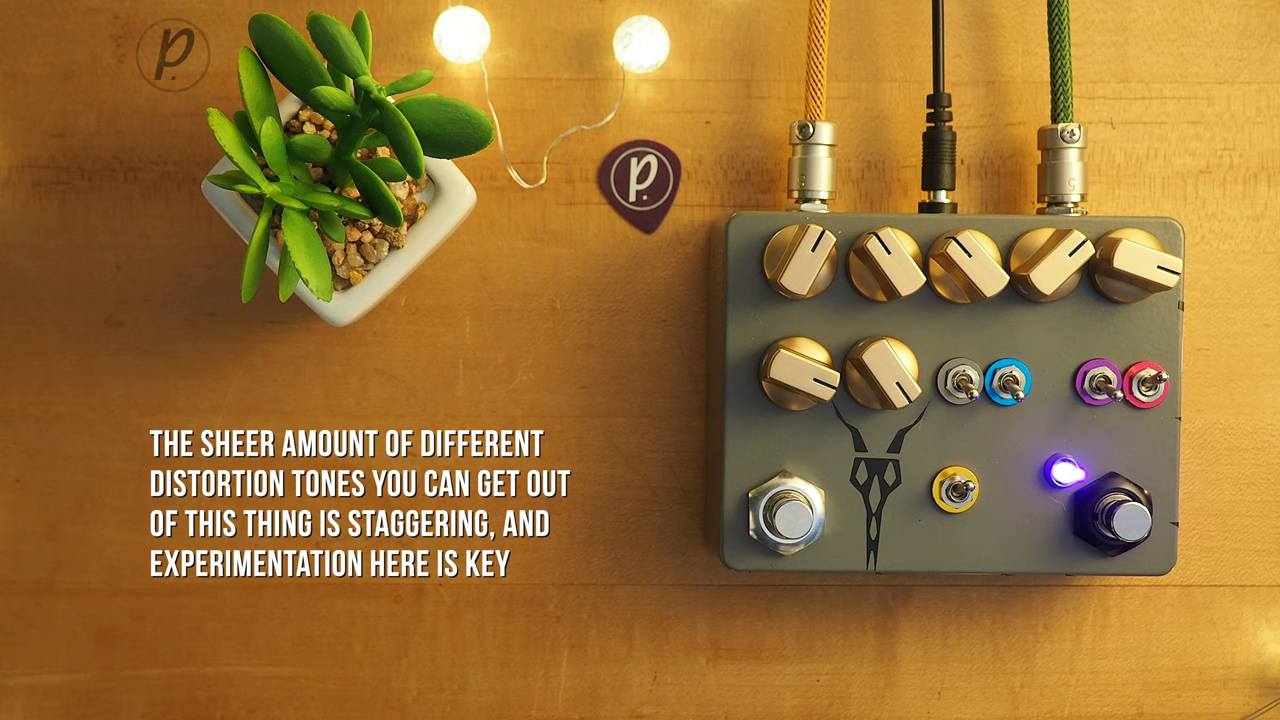 p.
p.
THE SHEER AMOUNT OF DIFFERENT
DISTORTION TONES YOU CAN GET OUT
OF THIS THING IS STAGGERING, AND
EXPERIMENTATION HERE IS KEY